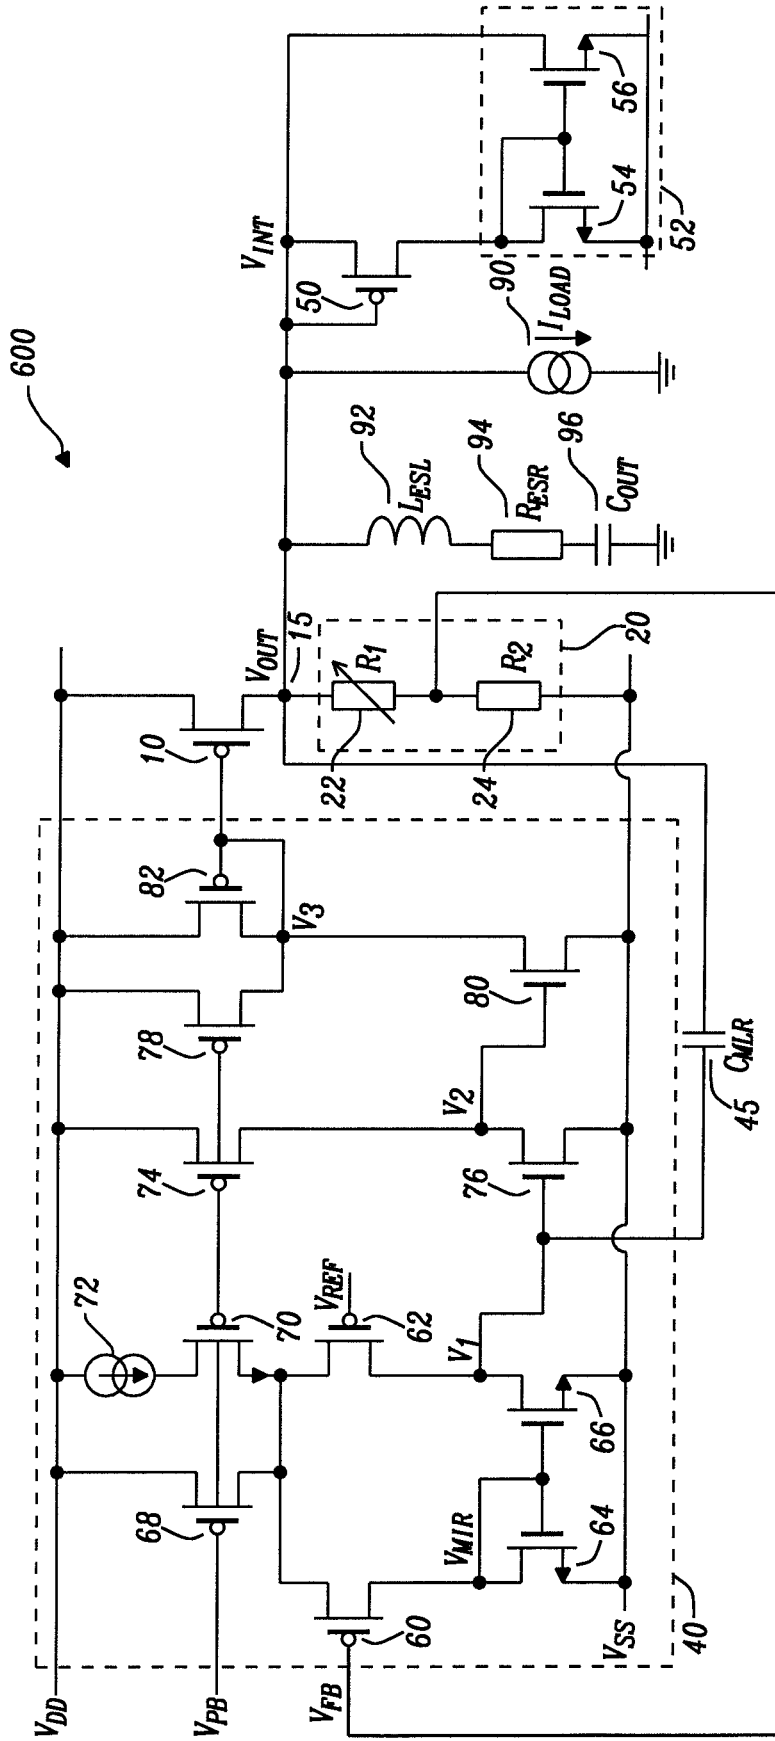 600
V_DD
V_PB
V_FB
V_SS
40
68
60
V_MIR
64
66
72
70
V_REF
62
V_1
74
76
V_2
78
80
82
V_3
10
V_OUT
15
22
R_1
24
R_2
20
45
C_MLR
92
L_ESL
94
R_ESR
96
C_OUT
90
I_LOAD
V_INT
50
54
56
52